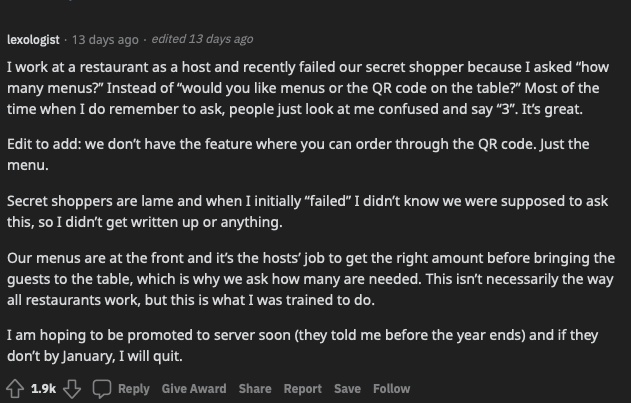 lexologist · 13 days ago · edited 13 days ago
I work at a restaurant as a host and recently failed our secret shopper because I asked “how
many menus?” Instead of “would you like menus or the QR code on the table?” Most of the
time when I do remember to ask, people just look at me confused and say “3”. It’s great.
Edit to add: we don’t have the feature where you can order through the QR code. Just the
menu.
Secret shoppers are lame and when I initially “failed” I didn’t know we were supposed to ask
this, so I didn’t get written up or anything.
Our menus are at the front and it’s the hosts’ job to get the right amount before bringing the
guests to the table, which is why we ask how many are needed. This isn’t necessarily the way
all restaurants work, but this is what I was trained to do.
I am hoping to be promoted to server soon (they told me before the year ends) and if they
don’t by January, I will quit.
1.9k Reply Give Award Share Report Save Follow